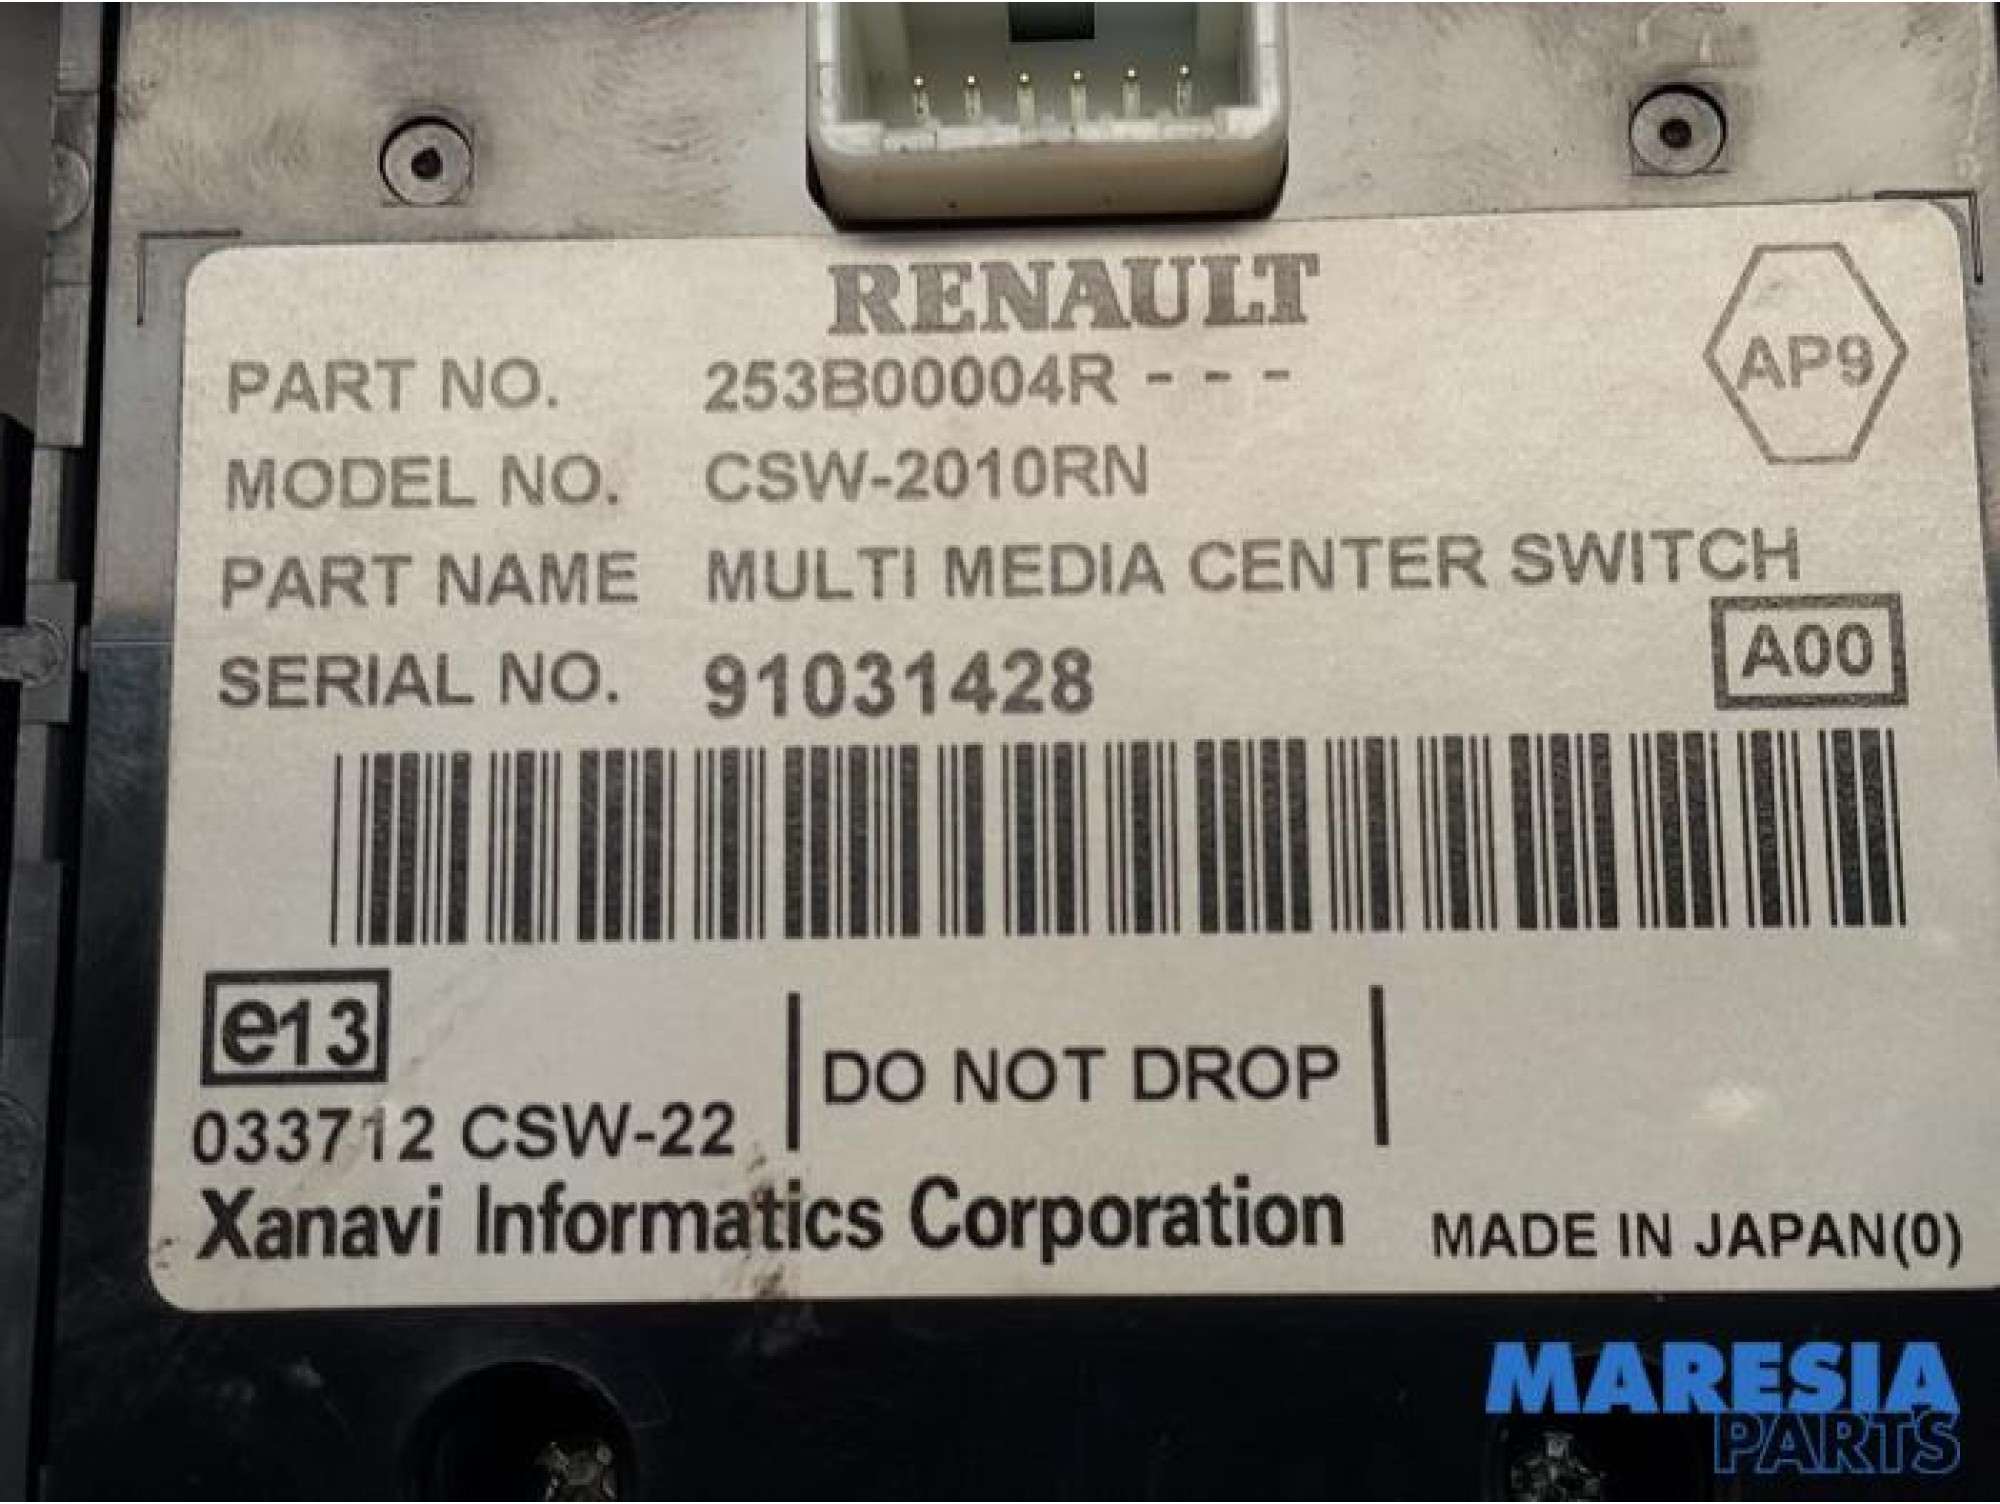 RENAULT
PART NO. 253B00004R - - -
AP9
MODEL NO. CSW-2010RN
PART NAME MULTI MEDIA CENTER SWITCH
SERIAL NO. 91031428
A00
e13
DO NOT DROP
033712 CSW-22
Xanavi Informatics Corporation
MADE IN JAPAN(0)
MARESIA
PARTS